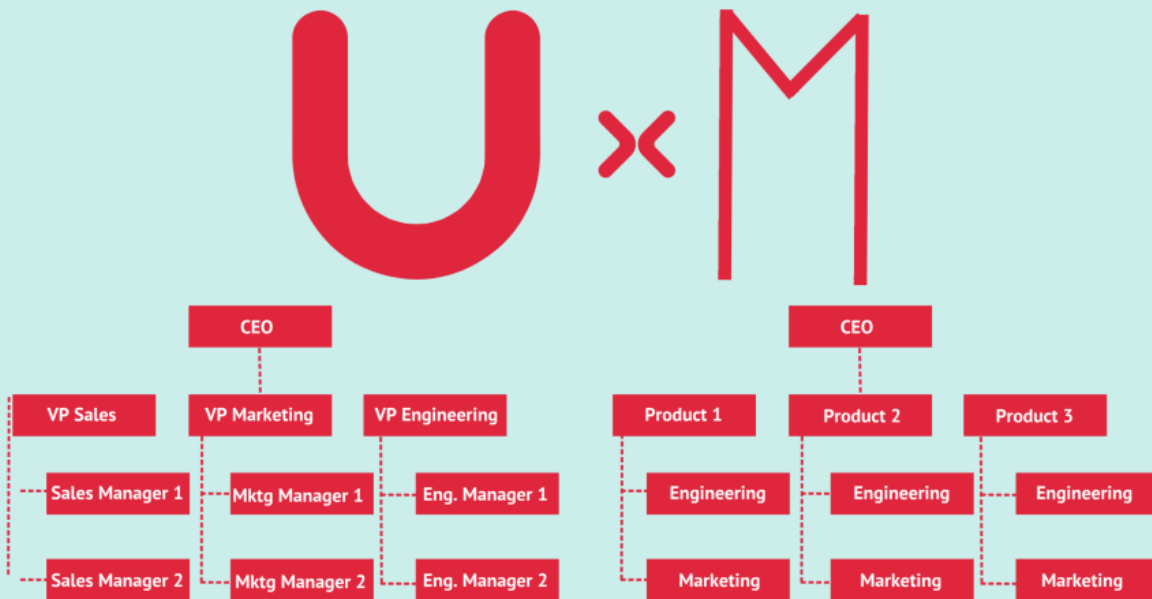 U x M
CEO
VP Sales VP Marketing VP Engineering
Sales Manager 1 Mktg Manager 1 Eng. Manager 1
Sales Manager 2 Mktg Manager 2 Eng. Manager 2
CEO
Product 1 Product 2 Product 3
Engineering Engineering Engineering
Marketing Marketing Marketing